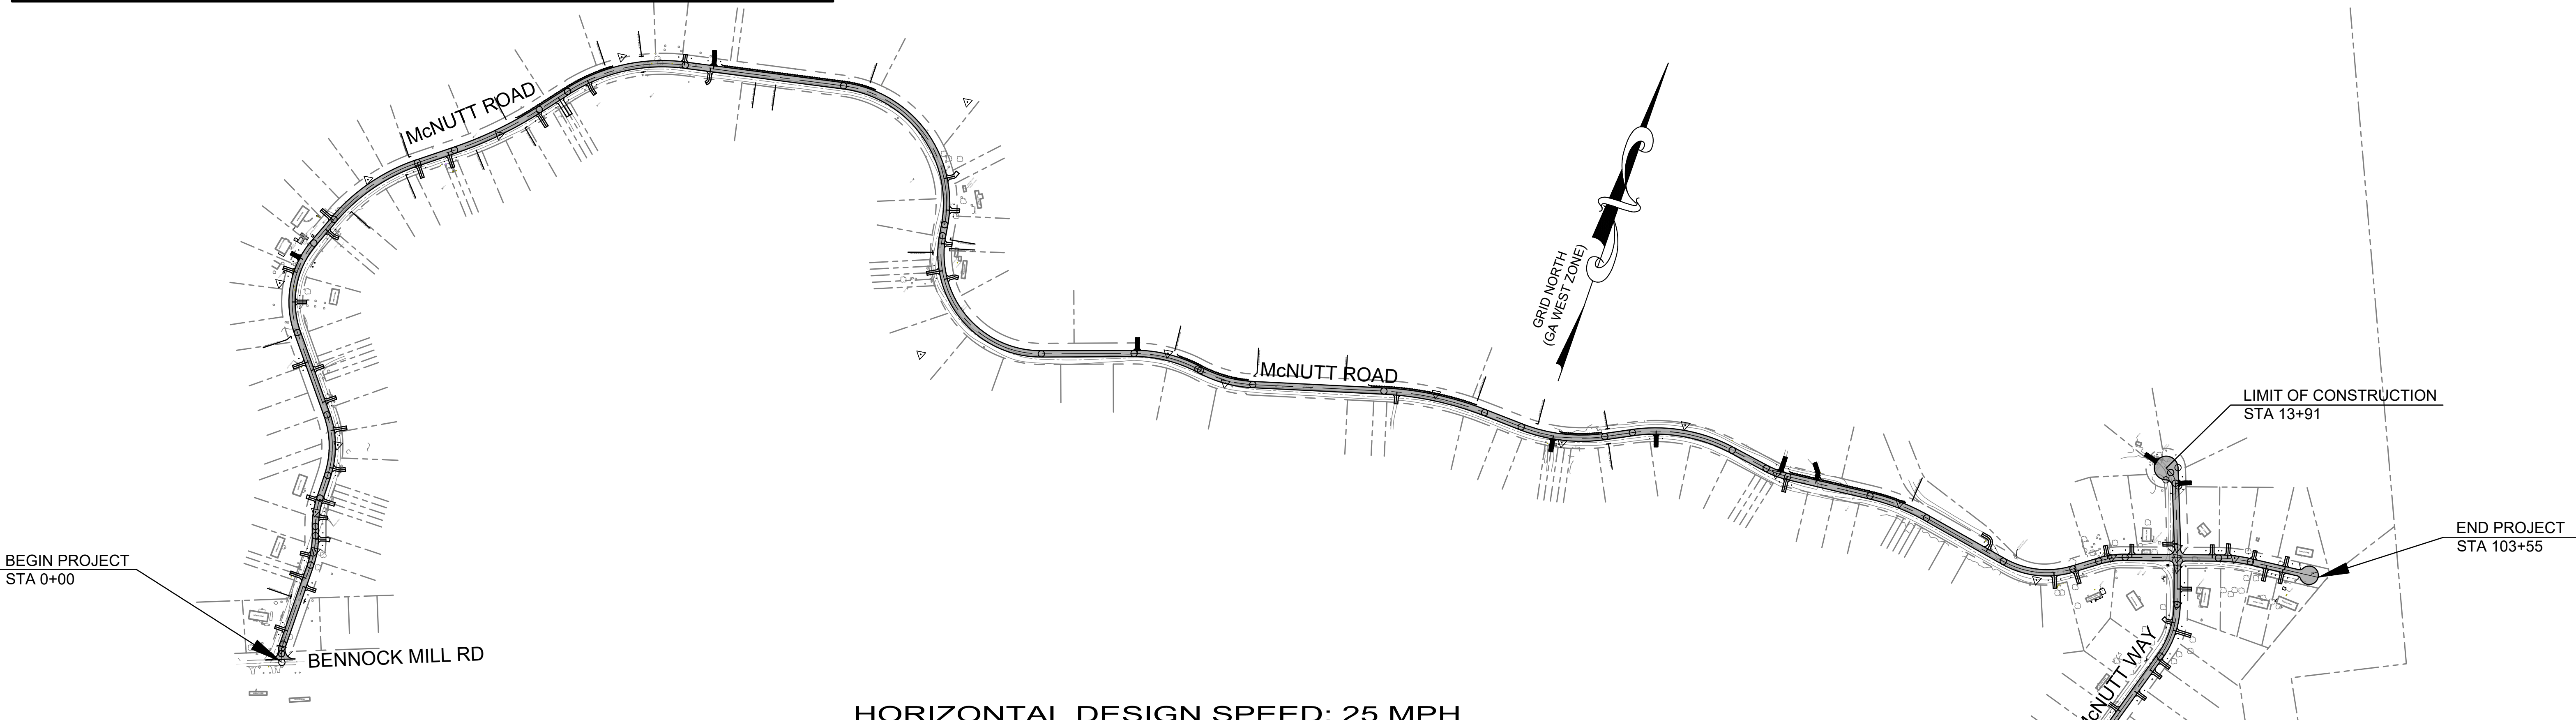 McNUTT ROAD
GRID NORTH
(GA WEST ZONE)
McNUTT ROAD
LIMIT OF CONSTRUCTION
STA 13+91
END PROJECT
STA 103+55
BEGIN PROJECT
STA 0+00
BENNOCK MILL RD
McNUTT WAY
HORIZONTAL DESIGN SPEED: 25 MPH